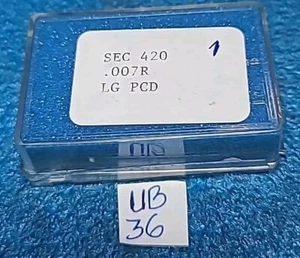 SEC 420 1
.007R
LG PCD
UB
36